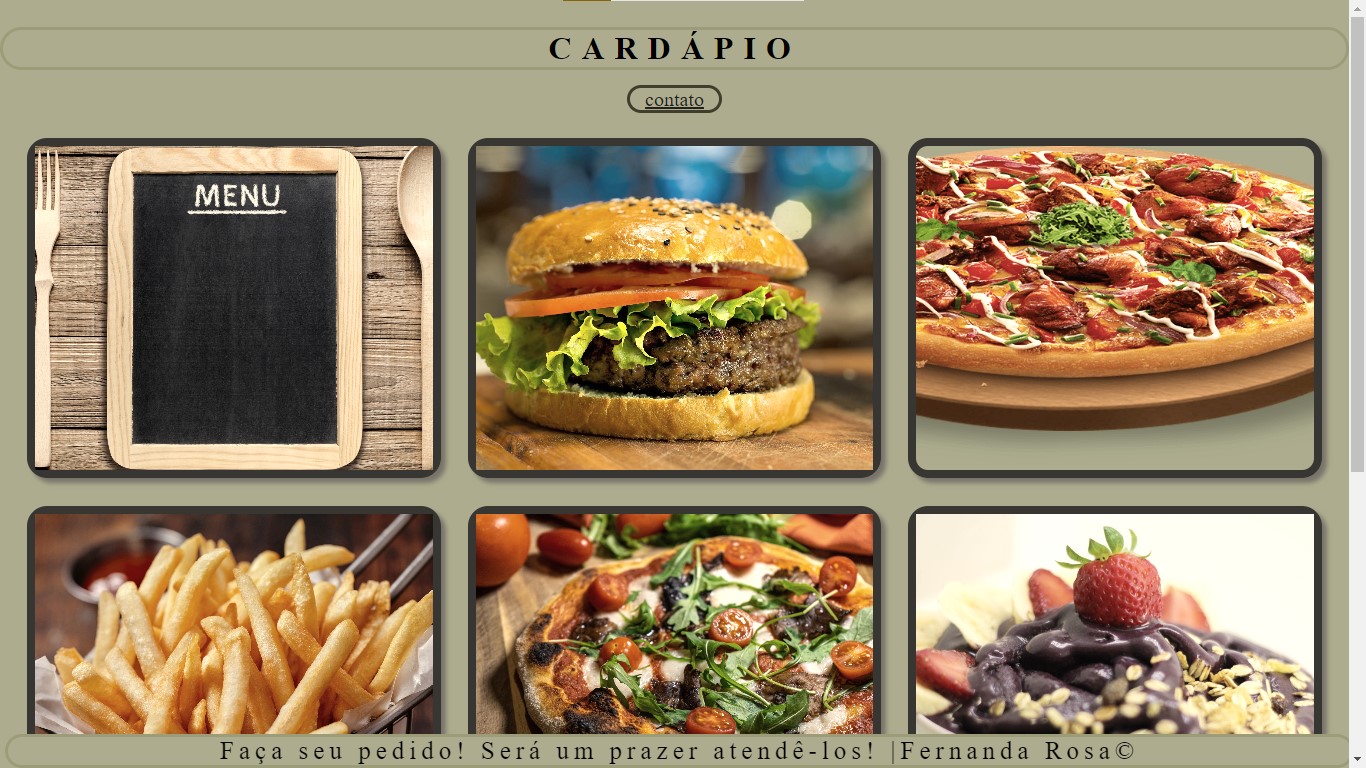 CARDÁPIO
contato
MENU
Faça seu pedido! Será um prazer atendê-los! |Fernanda Rosa©